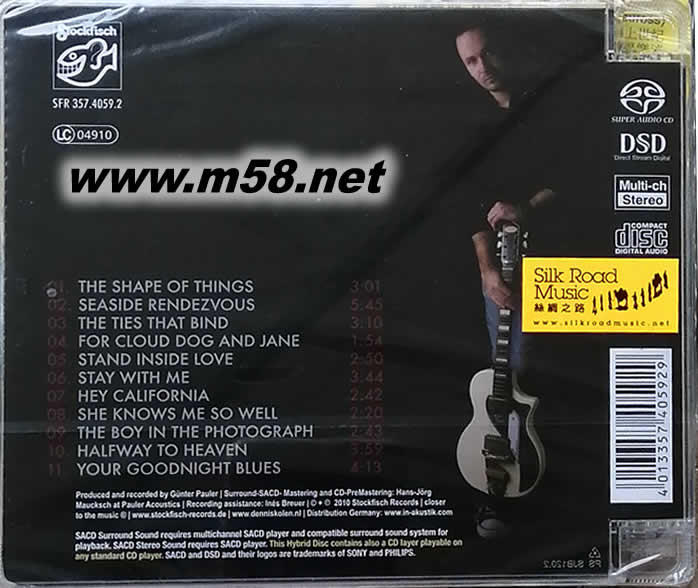 Stockfisch
SFR 357.4059.2
LC 04910
www.m58.net
SUPER AUDIO CD
DSD
Direct Stream Digital
Multi-ch
Stereo
COMPACT
disc
DIGITAL AUDIO
Silk Road
Music
絲綢之路
www.silkroadmusic.net
01. THE SHAPE OF THINGS 3:01
02. SEASIDE RENDEZVOUS 5:45
03 THE TIES THAT BIND 3:10
04 FOR CLOUD DOG AND JANE 1:54
05 STAND INSIDE LOVE 2:50
06. STAY WITH ME 3:44
07 HEY CALIFORNIA 2:42
08 SHE KNOWS ME SO WELL 2:20
09 THE BOY IN THE PHOTOGRAPH 2:43
10. HALFWAY TO HEAVEN 3:59
11. YOUR GOODNIGHT BLUES 4:13
4 013357 405929
Produced and recorded by Günter Pauler | Surround-SACD- Mastering and CD-PreMastering: Hans-Jörg
Maucksch at Pauler Acoustics | Recording assistance: Inés Breuer | © + ℗ 2010 Stockfisch Records | closer
to the music ® | www.stockfisch-records.de | www.denniskolen.nl | Distribution Germany: www.in-akustik.com
SACD Surround Sound requires multichannel SACD player and compatible surround sound system for
playback. SACD Stereo Sound requires SACD player. This Hybrid Disc contains also a CD layer playable on
any standard CD player. SACD and DSD and their logos are trademarks of SONY and PHILIPS.